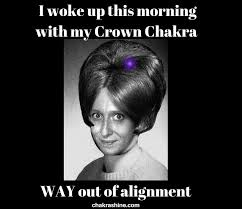 I woke up this morning
with my Crown Chakra
WAY out of alignment
chakrashine.com